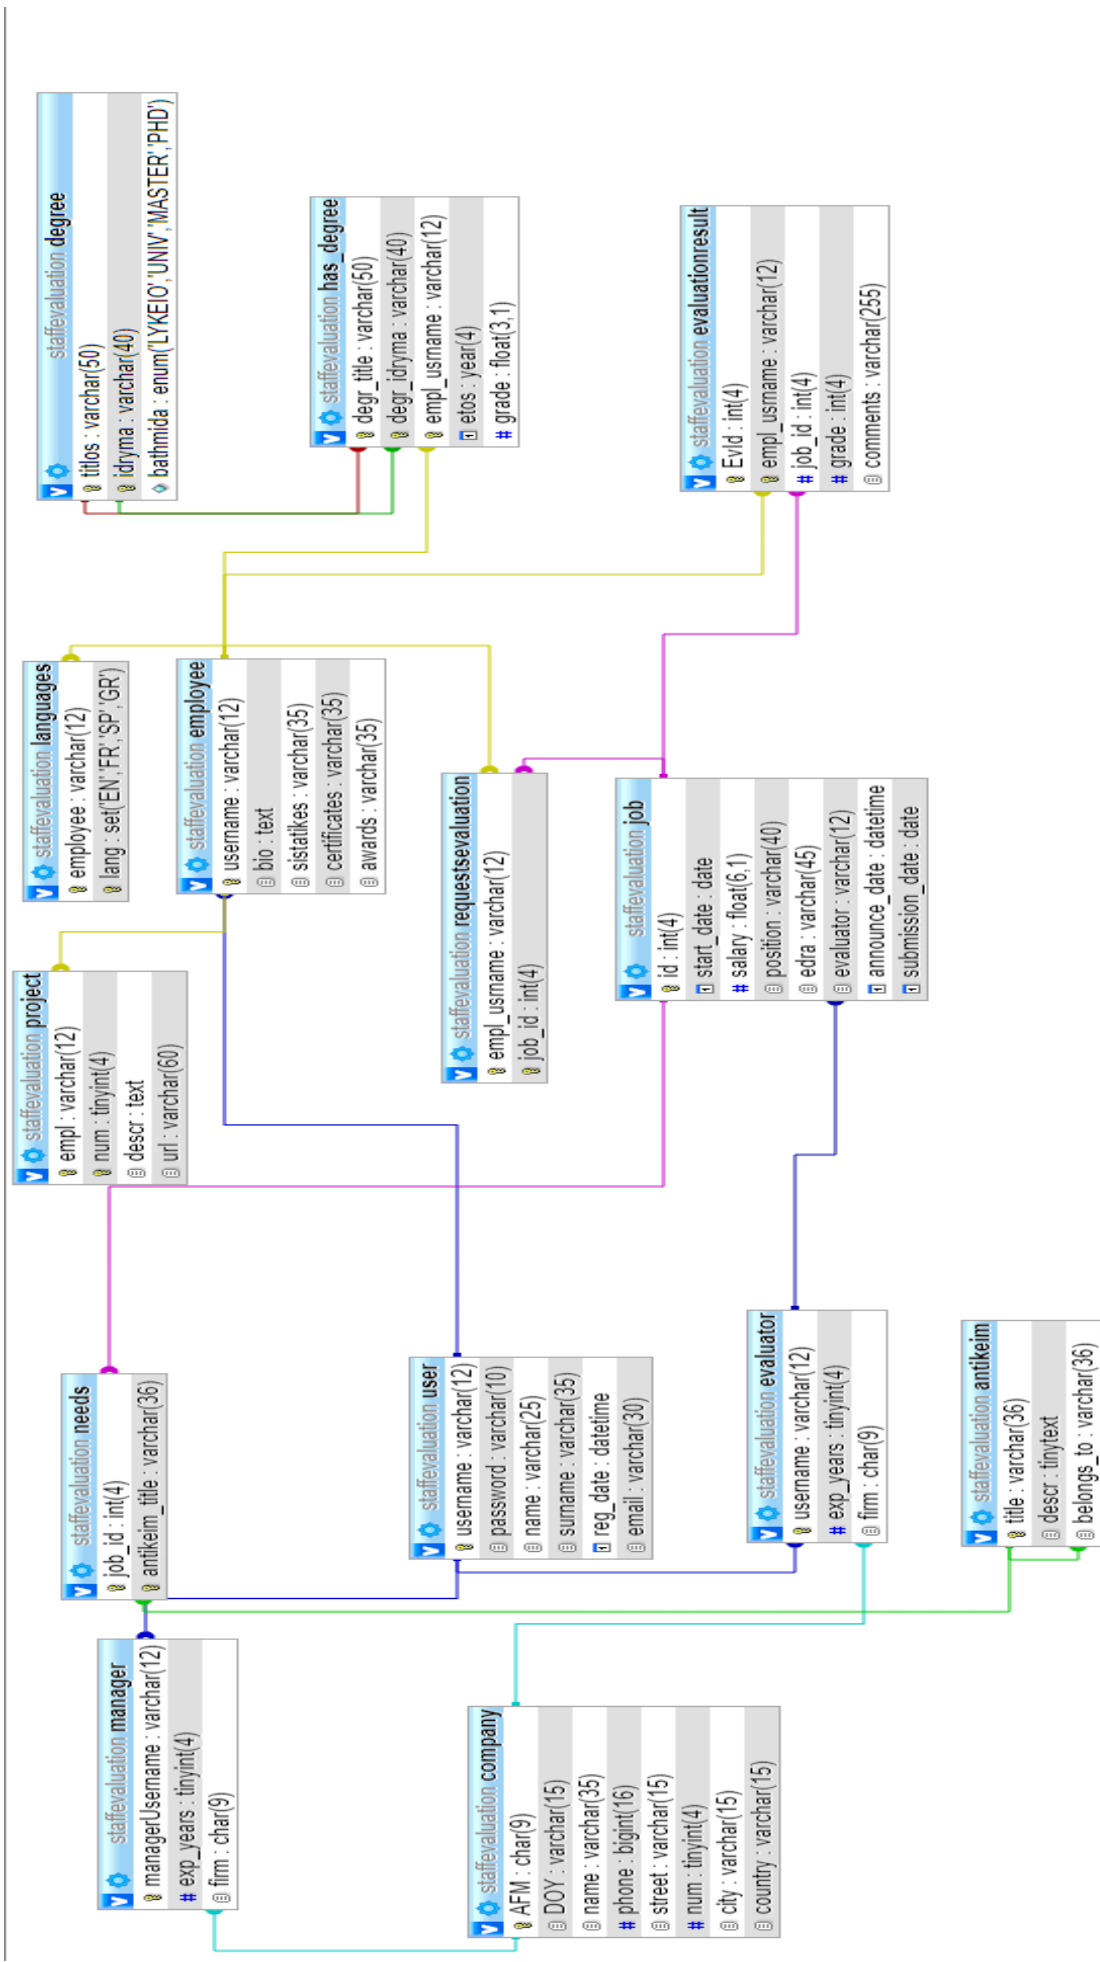 staffevaluation manager
managerUsername : varchar(12)
# exp_years : tinyint(4)
firm : char(9)
staffevaluation company
AFM : char(9)
DOY : varchar(15)
name : varchar(35)
# phone : bigint(16)
street : varchar(15)
# num : tinyint(4)
city : varchar(15)
country : varchar(15)
staffevaluation needs
job_id : int(4)
antikeim_title : varchar(36)
staffevaluation user
username : varchar(12)
password : varchar(10)
name : varchar(25)
surname : varchar(35)
reg_date : datetime
email : varchar(30)
staffevaluation evaluator
username : varchar(12)
# exp_years : tinyint(4)
firm : char(9)
staffevaluation antikeim
title : varchar(36)
descr : tinytext
belongs_to : varchar(36)
staffevaluation project
empl : varchar(12)
num : tinyint(4)
descr : text
url : varchar(60)
staffevaluation languages
employee : varchar(12)
lang : set('EN','FR','SP','GR')
staffevaluation employee
username : varchar(12)
bio : text
sistatikes : varchar(35)
certificates : varchar(35)
awards : varchar(35)
staffevaluation requestsevaluation
empl_usrname : varchar(12)
job_id : int(4)
staffevaluation job
id : int(4)
start_date : date
# salary : float(6,1)
position : varchar(40)
edra : varchar(45)
evaluator : varchar(12)
announce_date : datetime
submission_date : date
staffevaluation degree
titlos : varchar(50)
idryma : varchar(40)
bathmida : enum('LYKEIO','UNIV','MASTER','PHD')
staffevaluation has_degree
degr_title : varchar(50)
degr_idryma : varchar(40)
empl_usrname : varchar(12)
etos : year(4)
# grade : float(3,1)
staffevaluation evaluationresult
EvId : int(4)
empl_usrname : varchar(12)
# job_id : int(4)
# grade : int(4)
comments : varchar(255)